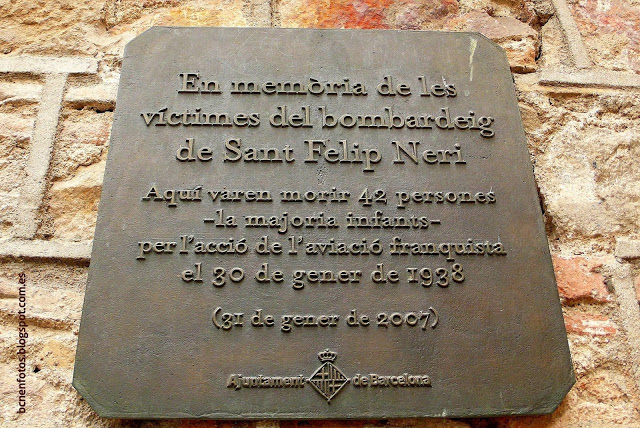 En memòria de les
víctimes del bombardeig
de Sant Felip Neri
Aquí varen morir 42 persones
-la majoria infants-
per l'acció de l'aviació franquista
el 30 de gener de 1938
(31 de gener de 2007)
Ajuntament de Barcelona
bcnenfotos.blogspot.com.es